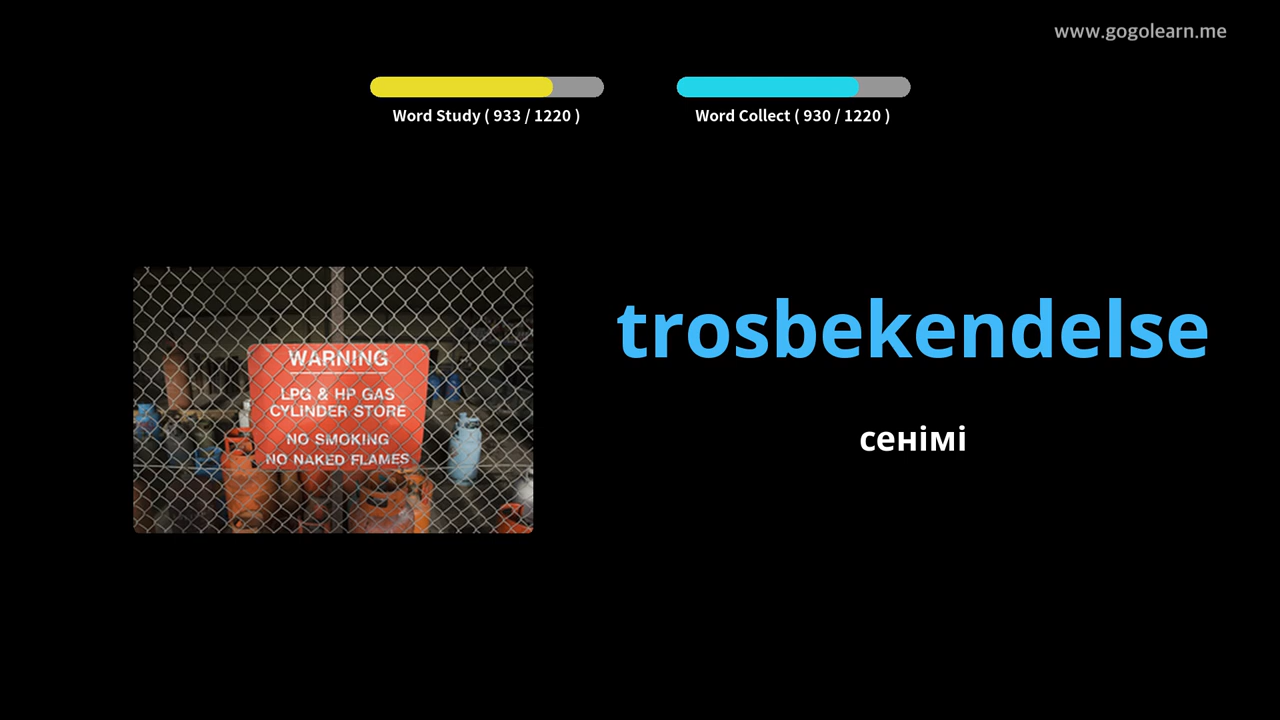 www.gogolearn.me
Word Study ( 933 / 1220 )
Word Collect ( 930 / 1220 )
WARNING
LPG & HP GAS
CYLINDER STORE
NO SMOKING
NO NAKED FLAMES
trosbekendelse
сенімі